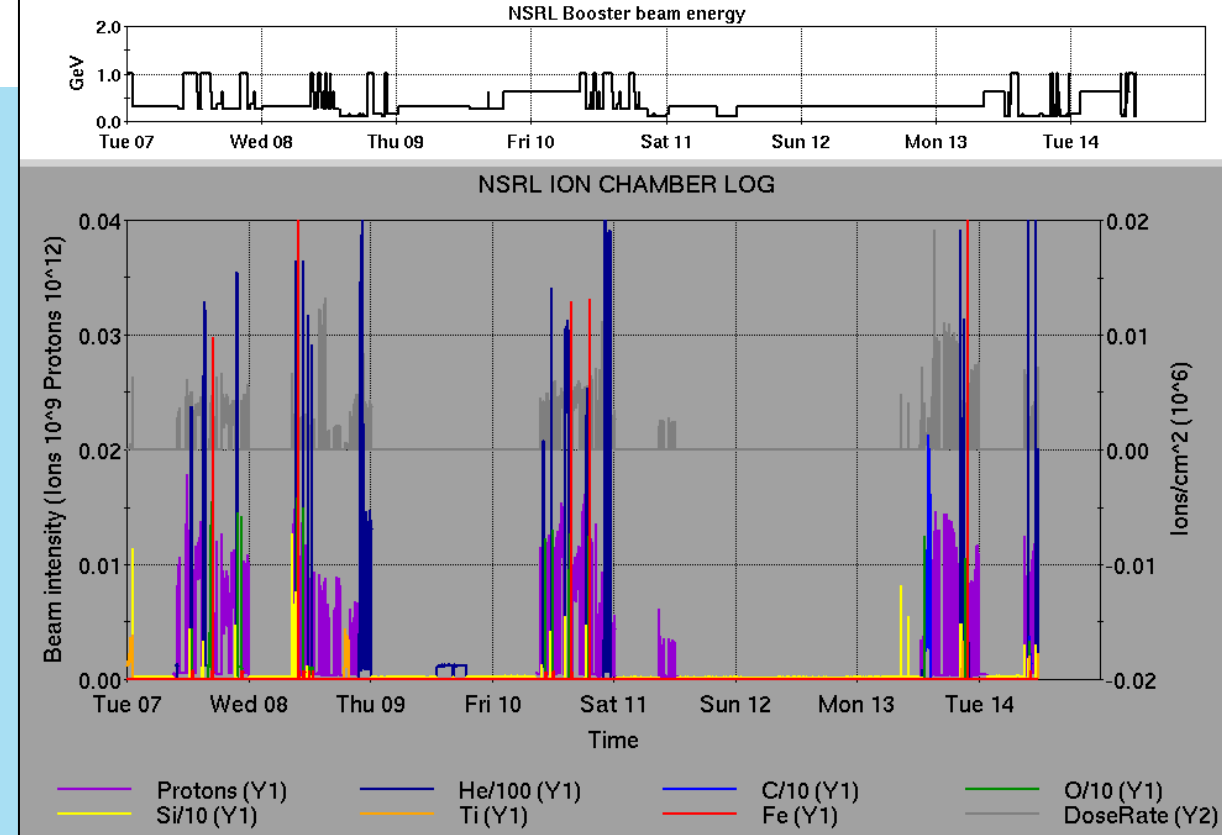 NSRL Booster beam energy
2.0
1.0
0.0
GeV
Tue 07 Wed 08 Thu 09 Fri 10 Sat 11 Sun 12 Mon 13 Tue 14
NSRL ION CHAMBER LOG
0.04 0.02
0.03 0.01
0.02 0.00
0.01 -0.01
0.00 -0.02
Beam intensity (Ions 10^9 Protons 10^12)
Ions/cm^2 (10^6)
Tue 07 Wed 08 Thu 09 Fri 10 Sat 11 Sun 12 Mon 13 Tue 14
Time
Protons (Y1) He/100 (Y1) C/10 (Y1) O/10 (Y1)
Si/10 (Y1) Ti (Y1) Fe (Y1) DoseRate (Y2)